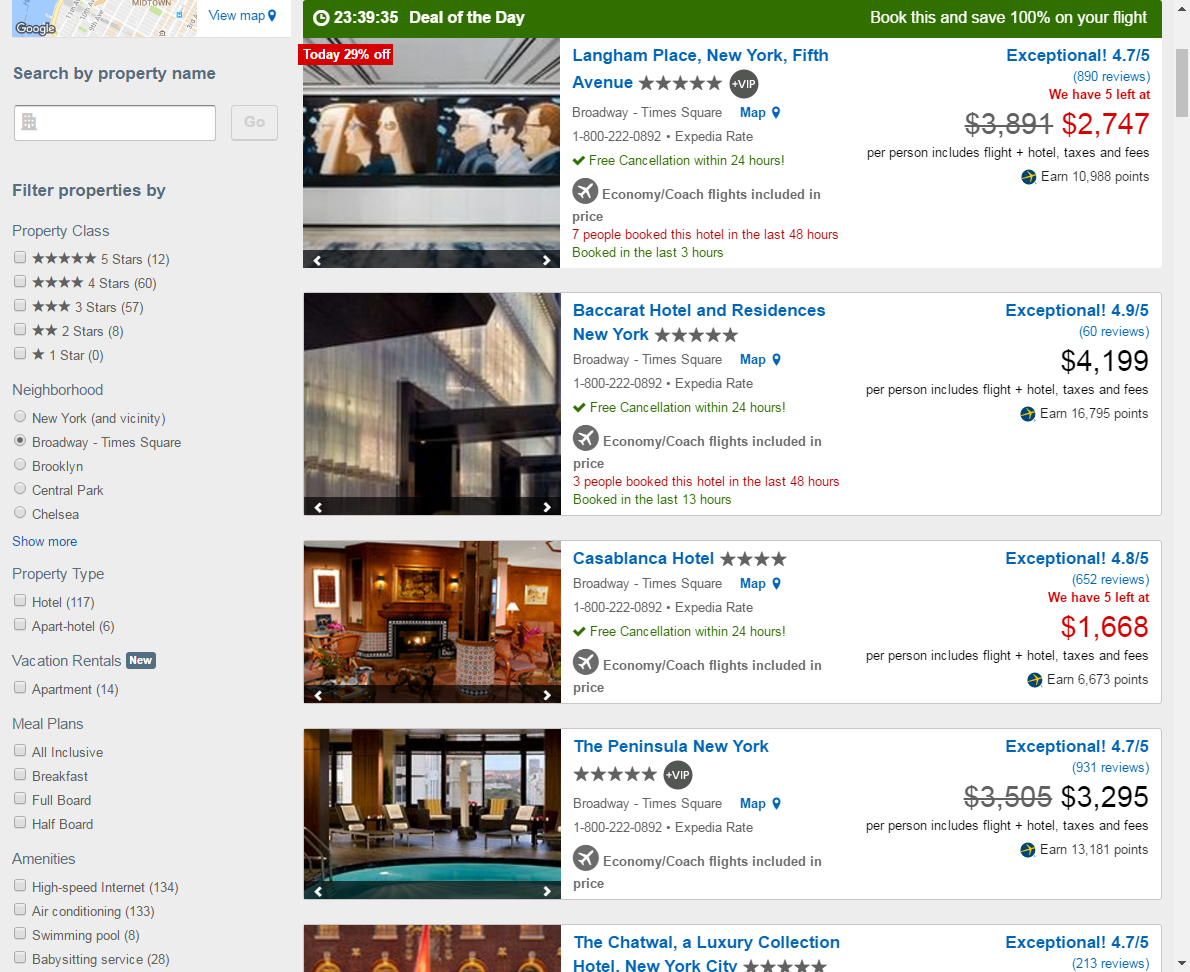 MIDTOWN
Google
View map
Search by property name
Go
Filter properties by
Property Class
5 Stars (12)
4 Stars (60)
3 Stars (57)
2 Stars (8)
1 Star (0)
Neighborhood
New York (and vicinity)
Broadway - Times Square
Brooklyn
Central Park
Chelsea
Show more
Property Type
Hotel (117)
Apart-hotel (6)
Vacation Rentals New
Apartment (14)
Meal Plans
All Inclusive
Breakfast
Full Board
Half Board
Amenities
High-speed Internet (134)
Air conditioning (133)
Swimming pool (8)
Babysitting service (28)
23:39:35 Deal of the Day
Book this and save 100% on your flight
Today 29% off
Langham Place, New York, Fifth
Avenue +VIP
Broadway - Times Square Map
1-800-222-0892 • Expedia Rate
Free Cancellation within 24 hours!
Economy/Coach flights included in
price
7 people booked this hotel in the last 48 hours
Booked in the last 3 hours
Exceptional! 4.7/5
(890 reviews)
We have 5 left at
$3,891 $2,747
per person includes flight + hotel, taxes and fees
Earn 10,988 points
Baccarat Hotel and Residences
New York
Broadway - Times Square Map
1-800-222-0892 • Expedia Rate
Free Cancellation within 24 hours!
Economy/Coach flights included in
price
3 people booked this hotel in the last 48 hours
Booked in the last 13 hours
Exceptional! 4.9/5
(60 reviews)
$4,199
per person includes flight + hotel, taxes and fees
Earn 16,795 points
Casablanca Hotel
Broadway - Times Square Map
1-800-222-0892 • Expedia Rate
Free Cancellation within 24 hours!
Economy/Coach flights included in
price
Exceptional! 4.8/5
(652 reviews)
We have 5 left at
$1,668
per person includes flight + hotel, taxes and fees
Earn 6,673 points
The Peninsula New York
+VIP
Broadway - Times Square Map
1-800-222-0892 • Expedia Rate
Economy/Coach flights included in
price
Exceptional! 4.7/5
(931 reviews)
$3,505 $3,295
per person includes flight + hotel, taxes and fees
Earn 13,181 points
The Chatwal, a Luxury Collection
Hotel, New York City
Exceptional! 4.7/5
(213 reviews)